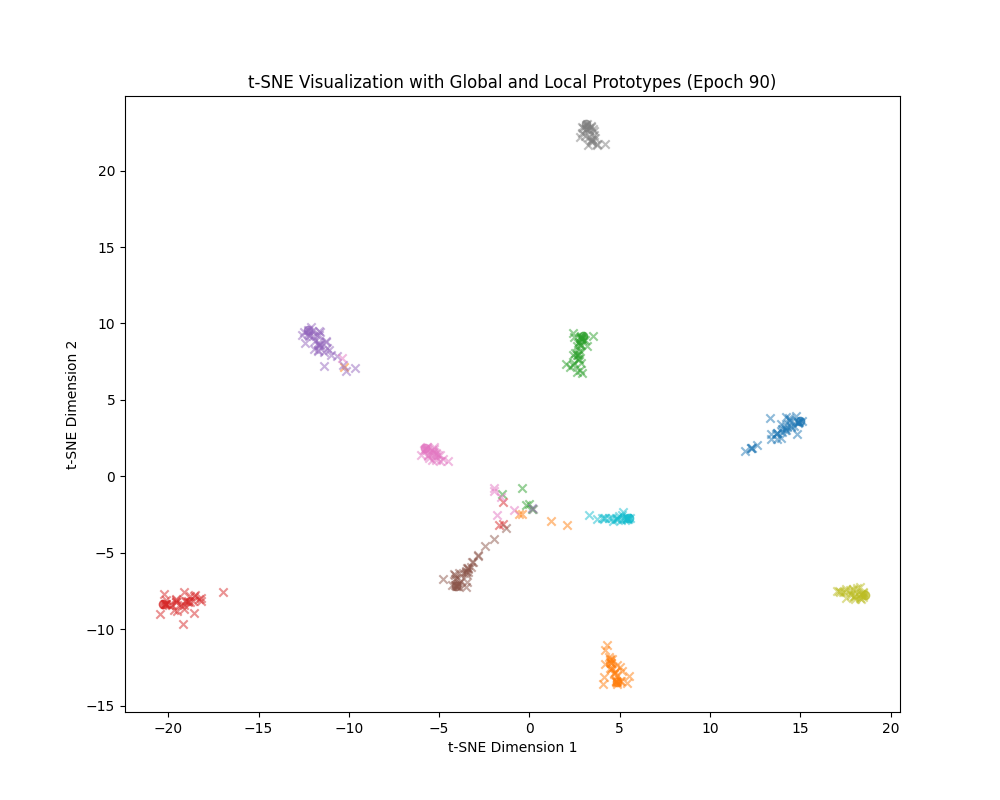 t-SNE Visualization with Global and Local Prototypes (Epoch 90)
20
15
10
5
0
−5
−10
−15
t-SNE Dimension 2
−20 −15 −10 −5 0 5 10 15 20
t-SNE Dimension 1